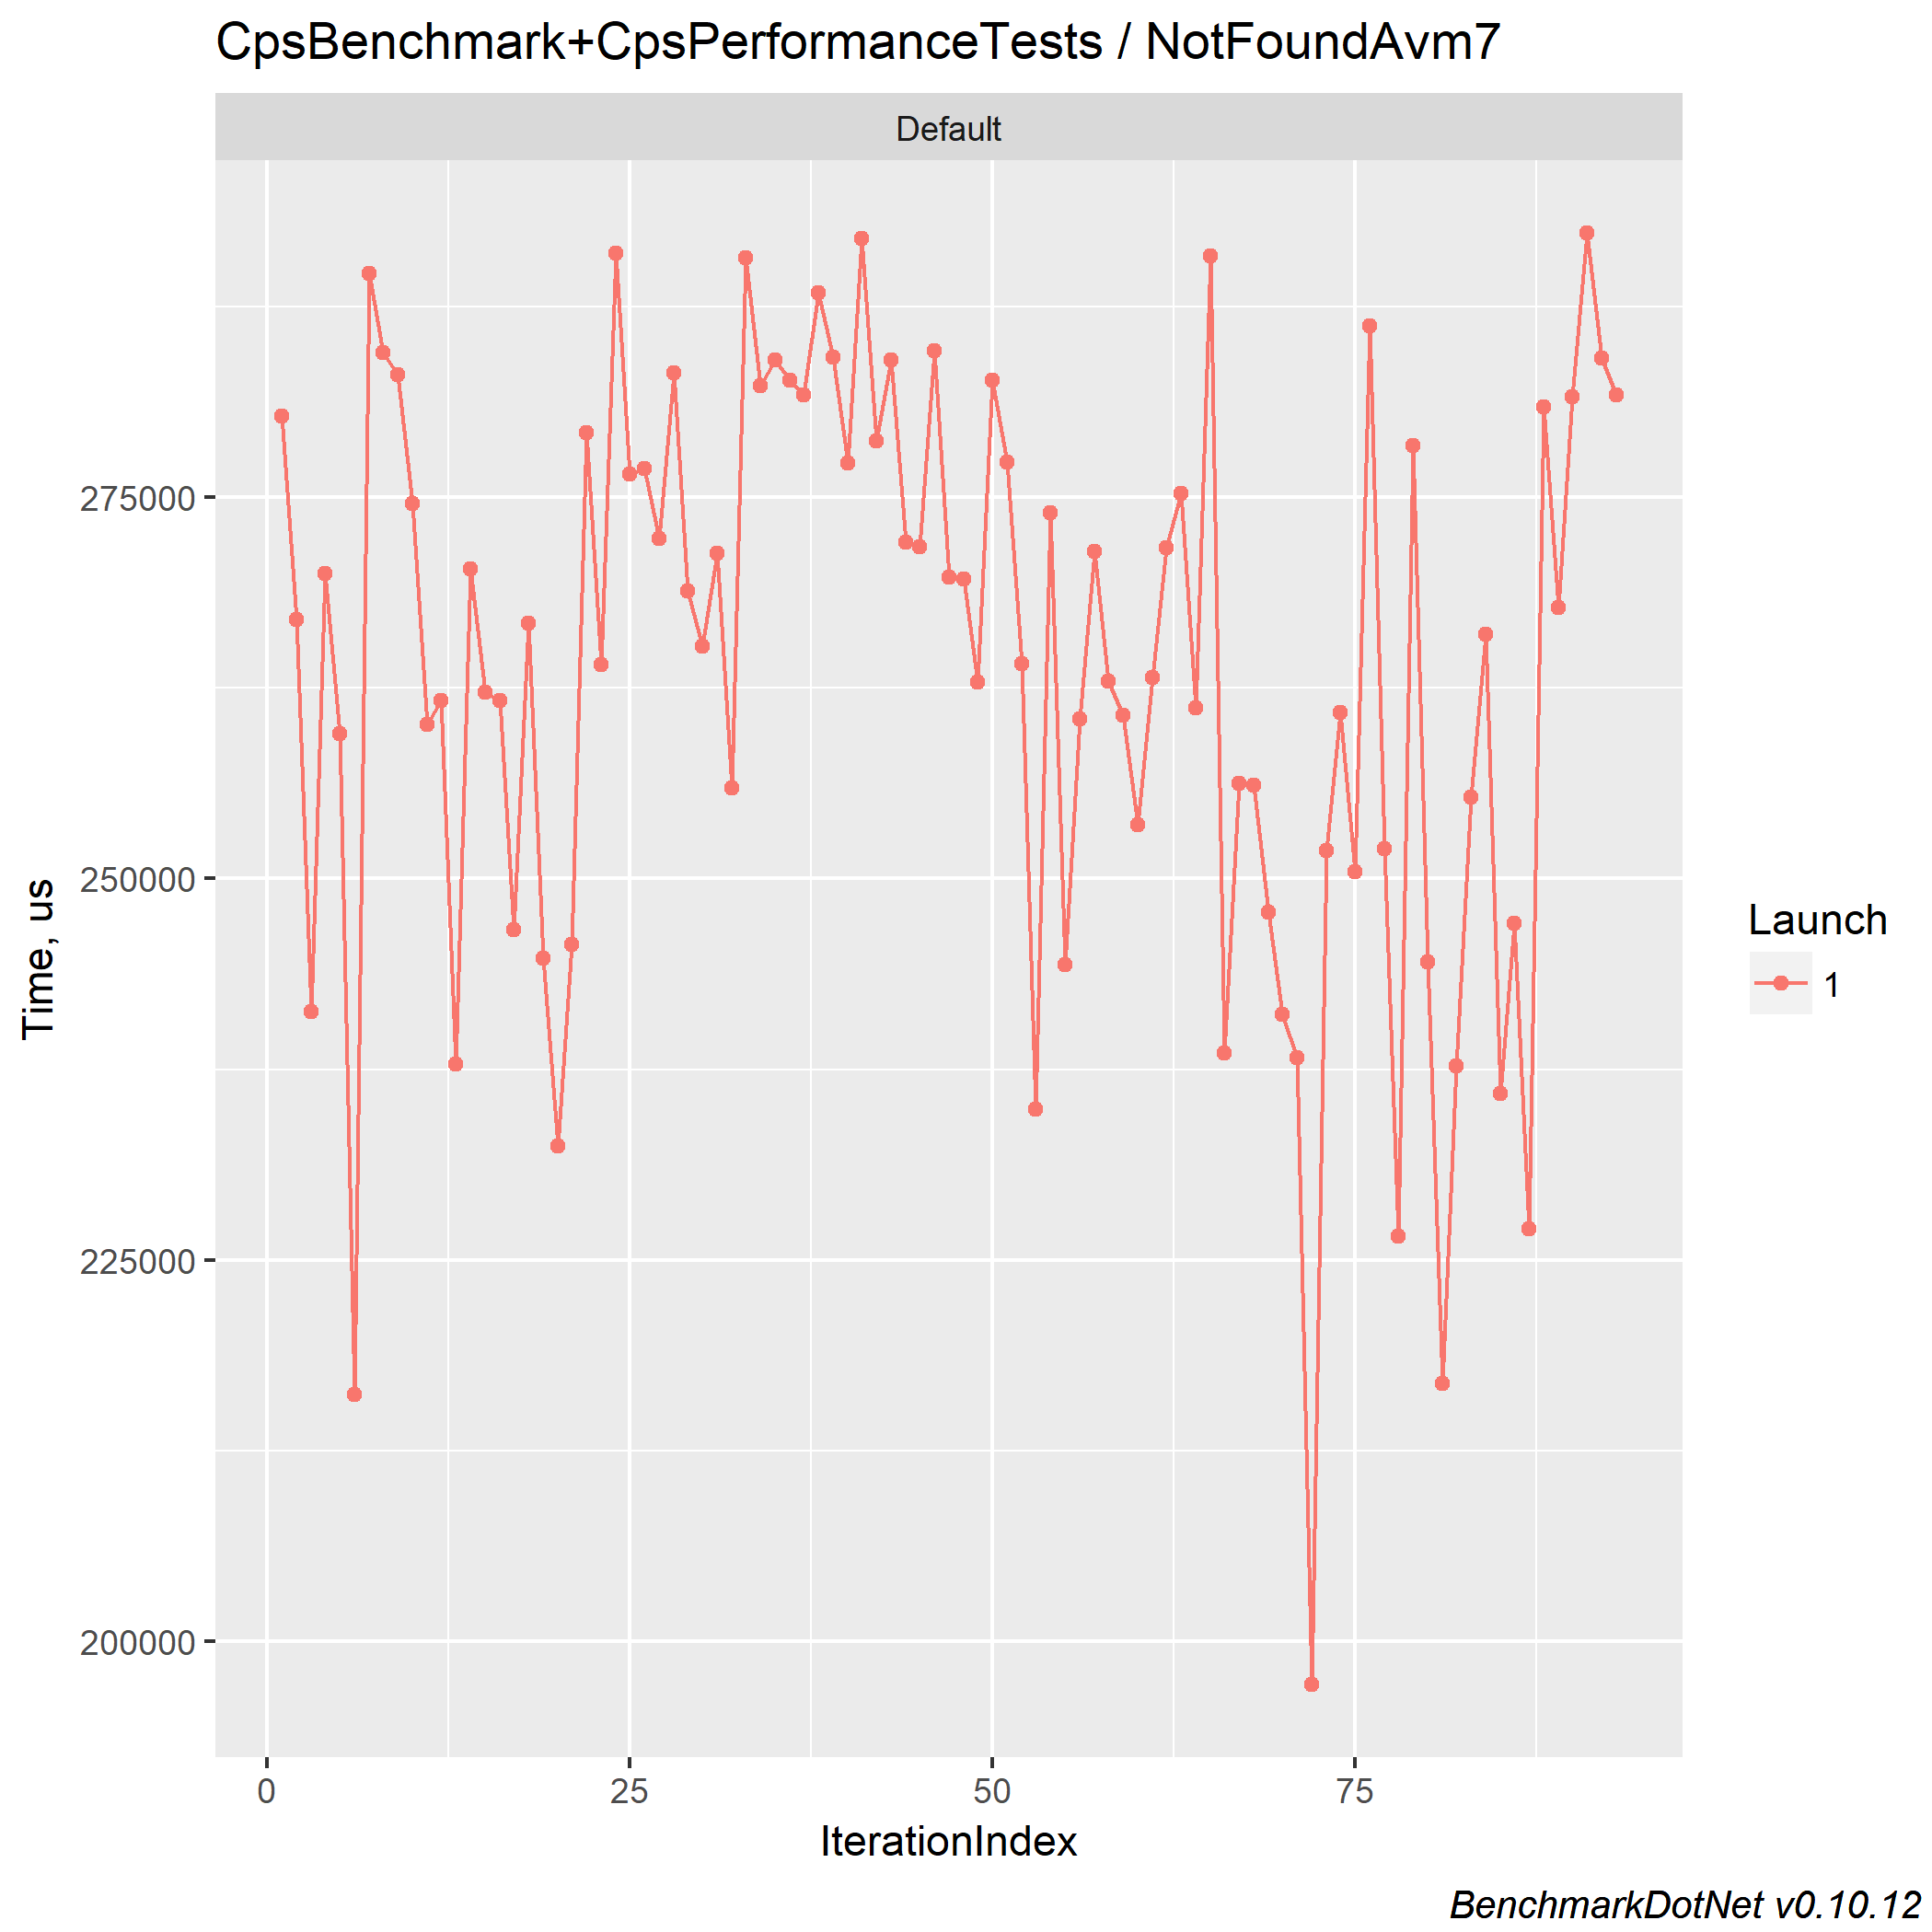 CpsBenchmark+CpsPerformanceTests / NotFoundAvm7
Default
275000
250000
225000
200000
Time, us
0 25 50 75
IterationIndex
Launch
1
BenchmarkDotNet v0.10.12